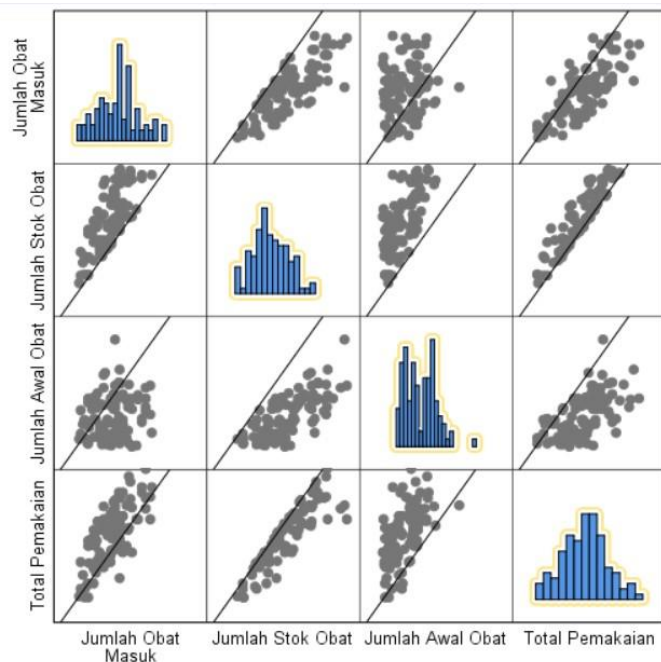 Jumlah Obat
Masuk
Jumlah Stok Obat
Jumlah Awal Obat
Total Pemakaian
Jumlah Obat
Masuk
Jumlah Stok Obat
Jumlah Awal Obat
Total Pemakaian